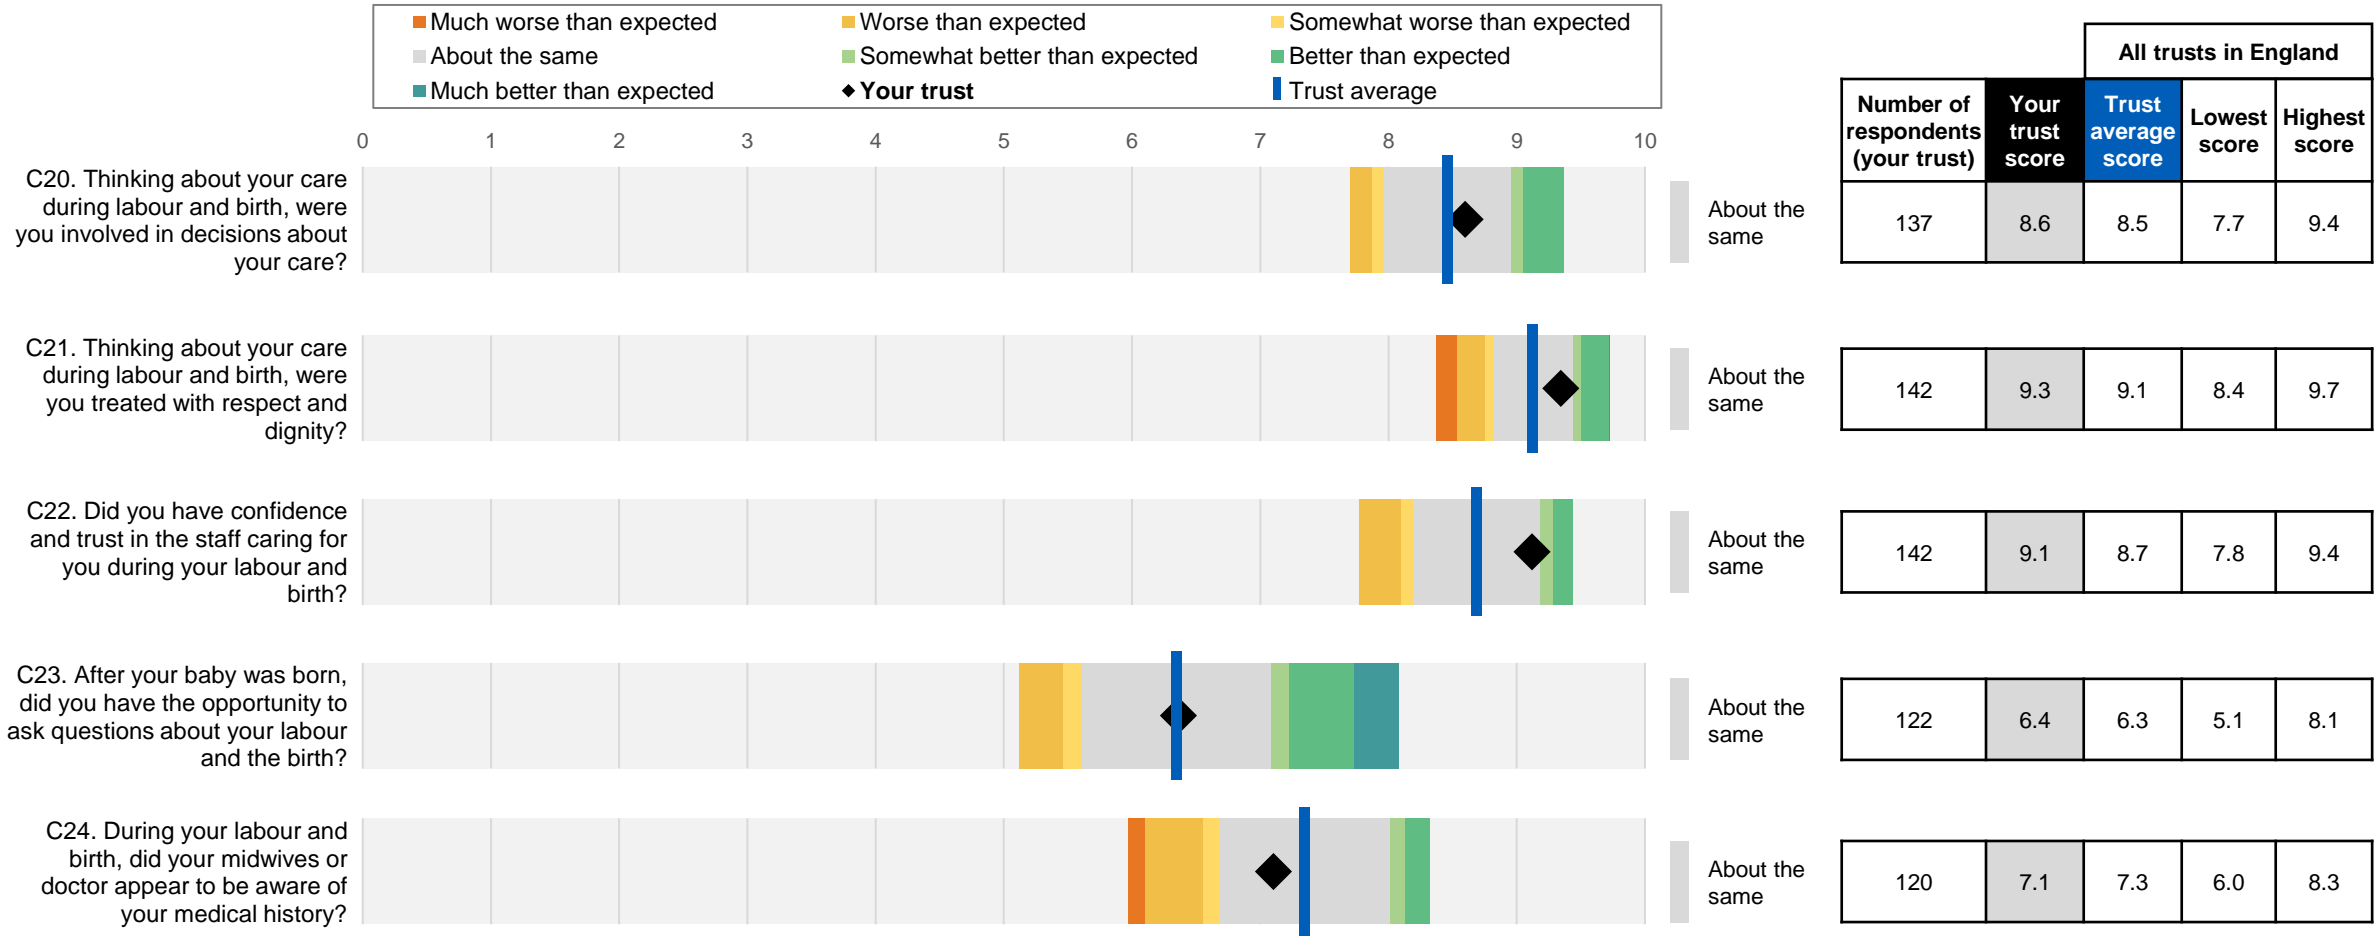 Much worse than expected
Worse than expected
Somewhat worse than expected
About the same
Somewhat better than expected
Better than expected
Much better than expected
Your trust
Trust average
All trusts in England
Number of
respondents
(your trust)
Your
trust
score
Trust
average
score
Lowest
score
Highest
score
0 1 2 3 4 5 6 7 8 9 10
C20. Thinking about your care
during labour and birth, were
you involved in decisions about
your care?
About the
same
137 8.6 8.5 7.7 9.4
C21. Thinking about your care
during labour and birth, were
you treated with respect and
dignity?
About the
same
142 9.3 9.1 8.4 9.7
C22. Did you have confidence
and trust in the staff caring for
you during your labour and
birth?
About the
same
142 9.1 8.7 7.8 9.4
C23. After your baby was born,
did you have the opportunity to
ask questions about your labour
and the birth?
About the
same
122 6.4 6.3 5.1 8.1
C24. During your labour and
birth, did your midwives or
doctor appear to be aware of
your medical history?
About the
same
120 7.1 7.3 6.0 8.3